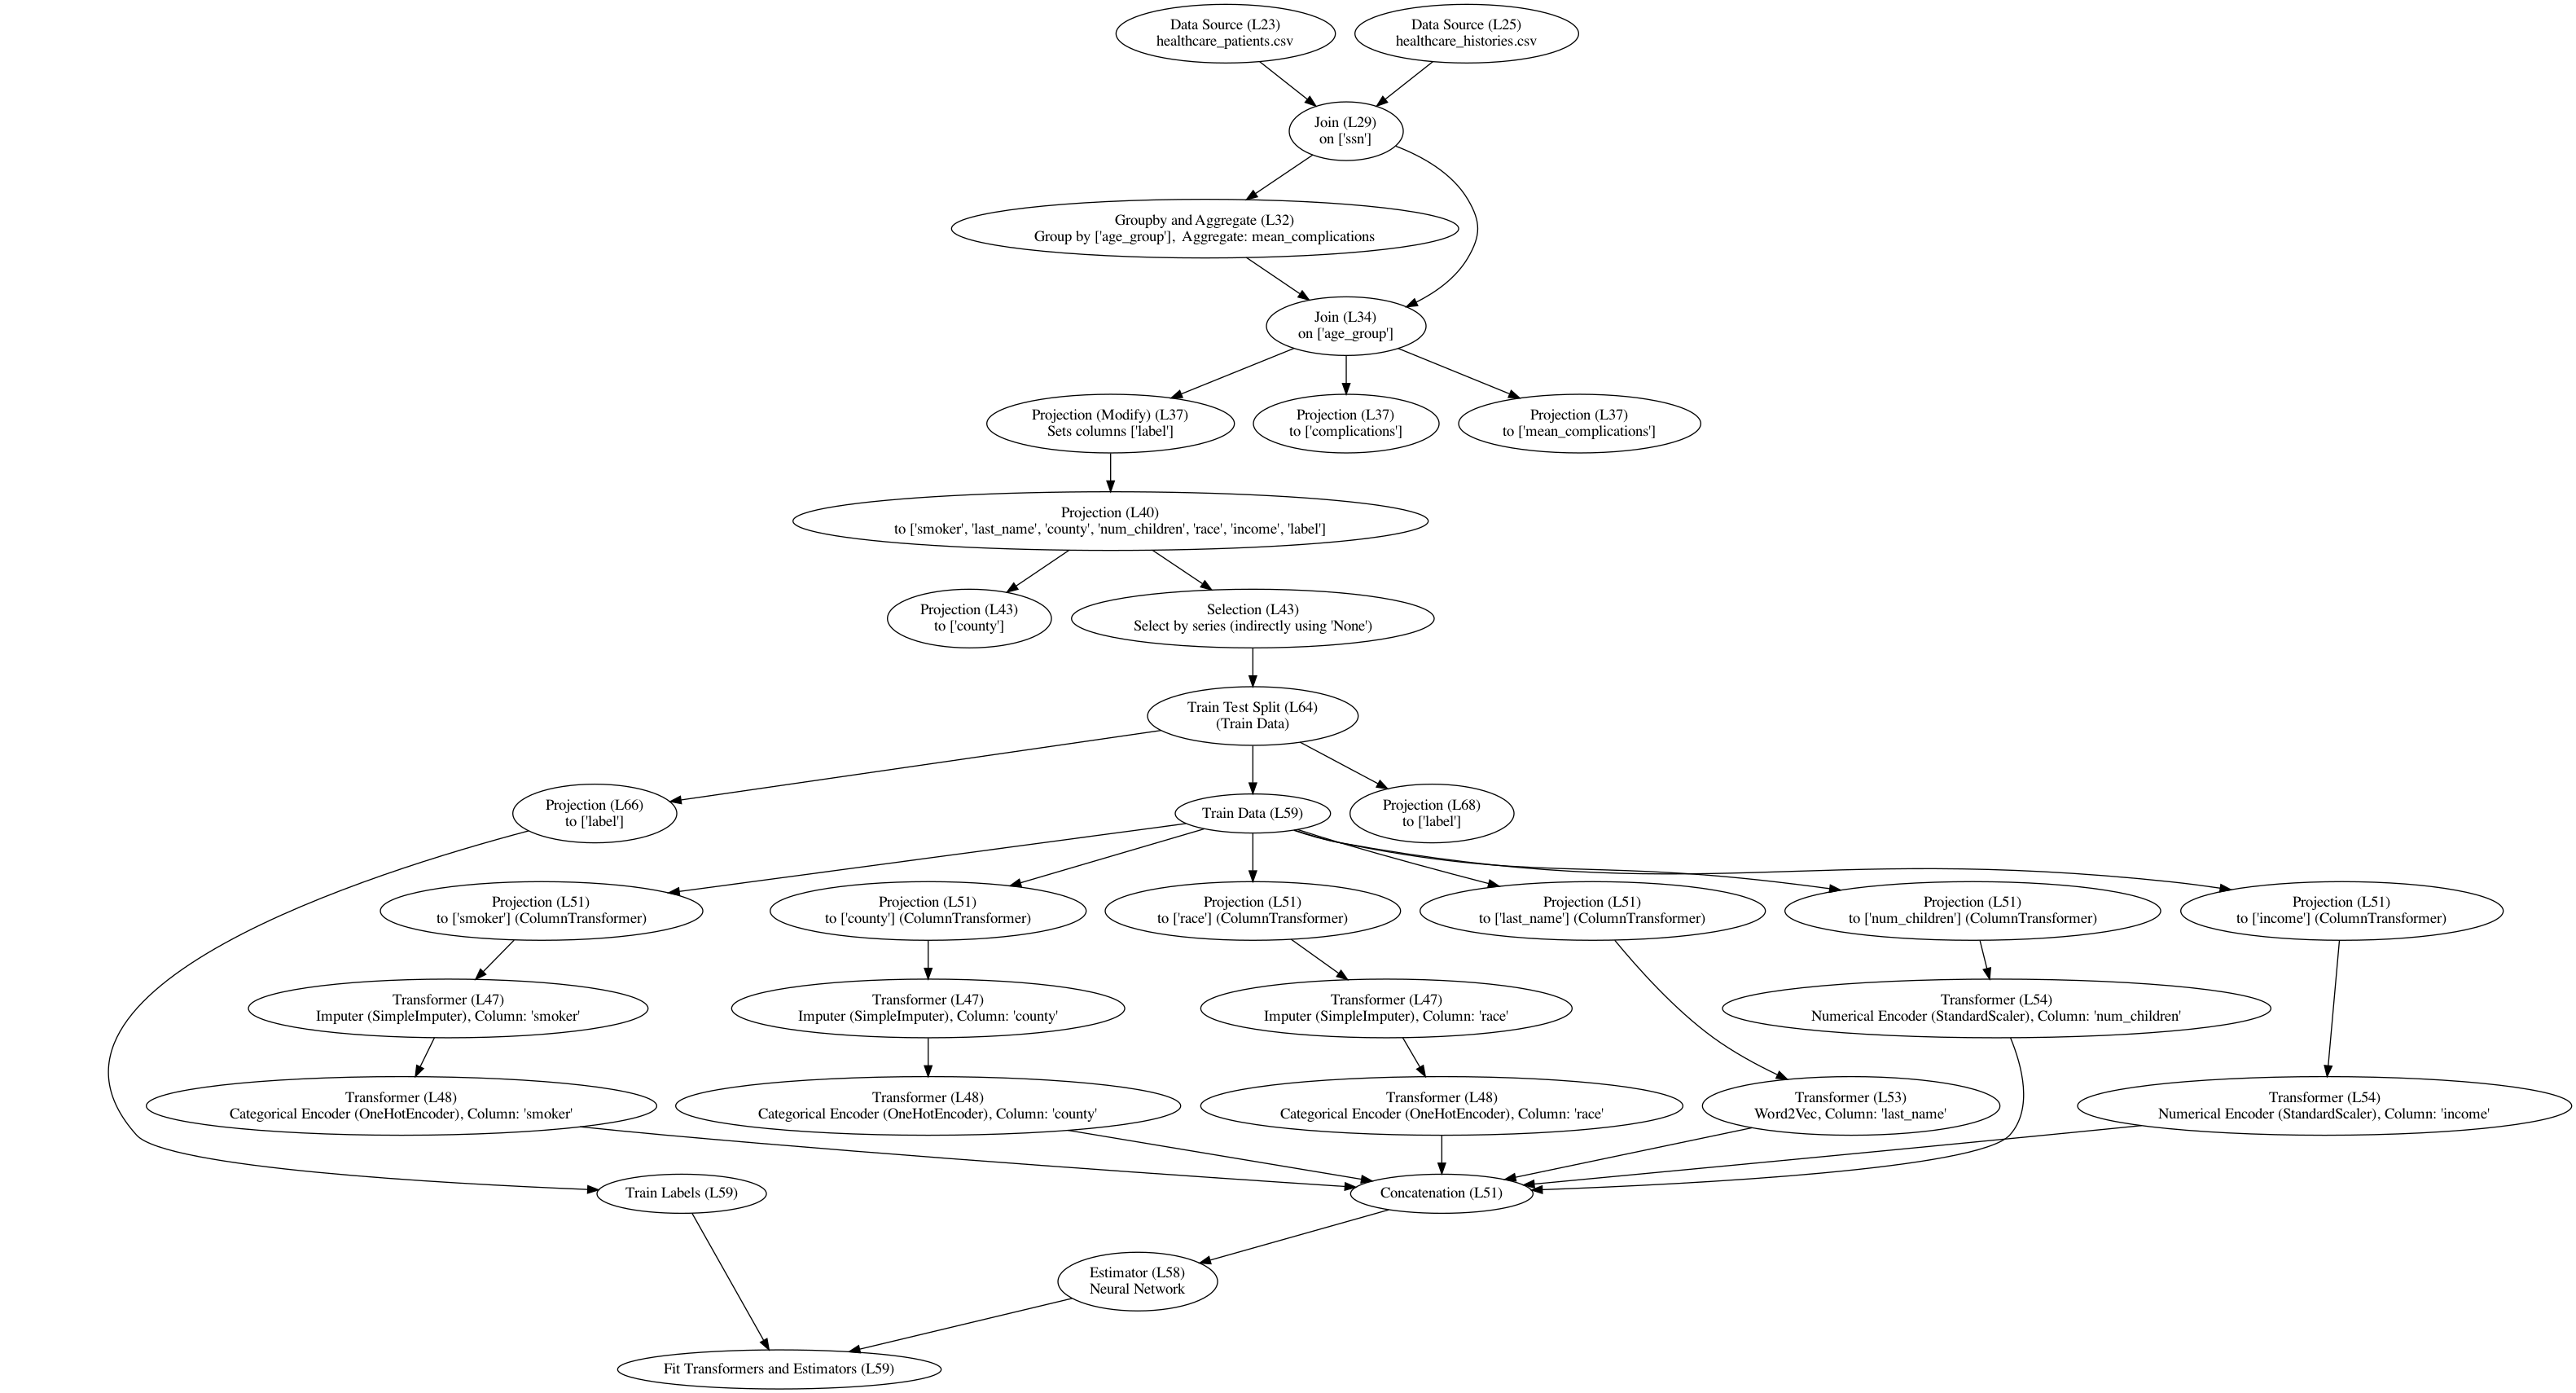 Data Source (L23)
healthcare_patients.csv
Data Source (L25)
healthcare_histories.csv
Join (L29)
on ['ssn']
Groupby and Aggregate (L32)
Group by ['age_group'],  Aggregate: mean_complications
Join (L34)
on ['age_group']
Projection (Modify) (L37)
Sets columns ['label']
Projection (L37)
to ['complications']
Projection (L37)
to ['mean_complications']
Projection (L40)
to ['smoker', 'last_name', 'county', 'num_children', 'race', 'income', 'label']
Projection (L43)
to ['county']
Selection (L43)
Select by series (indirectly using 'None')
Train Test Split (L64)
(Train Data)
Projection (L66)
to ['label']
Train Data (L59)
Projection (L68)
to ['label']
Projection (L51)
to ['smoker'] (ColumnTransformer)
Projection (L51)
to ['county'] (ColumnTransformer)
Projection (L51)
to ['race'] (ColumnTransformer)
Projection (L51)
to ['last_name'] (ColumnTransformer)
Projection (L51)
to ['num_children'] (ColumnTransformer)
Projection (L51)
to ['income'] (ColumnTransformer)
Transformer (L47)
Imputer (SimpleImputer), Column: 'smoker'
Transformer (L47)
Imputer (SimpleImputer), Column: 'county'
Transformer (L47)
Imputer (SimpleImputer), Column: 'race'
Transformer (L54)
Numerical Encoder (StandardScaler), Column: 'num_children'
Transformer (L48)
Categorical Encoder (OneHotEncoder), Column: 'smoker'
Transformer (L48)
Categorical Encoder (OneHotEncoder), Column: 'county'
Transformer (L48)
Categorical Encoder (OneHotEncoder), Column: 'race'
Transformer (L53)
Word2Vec, Column: 'last_name'
Transformer (L54)
Numerical Encoder (StandardScaler), Column: 'income'
Train Labels (L59)
Concatenation (L51)
Estimator (L58)
Neural Network
Fit Transformers and Estimators (L59)